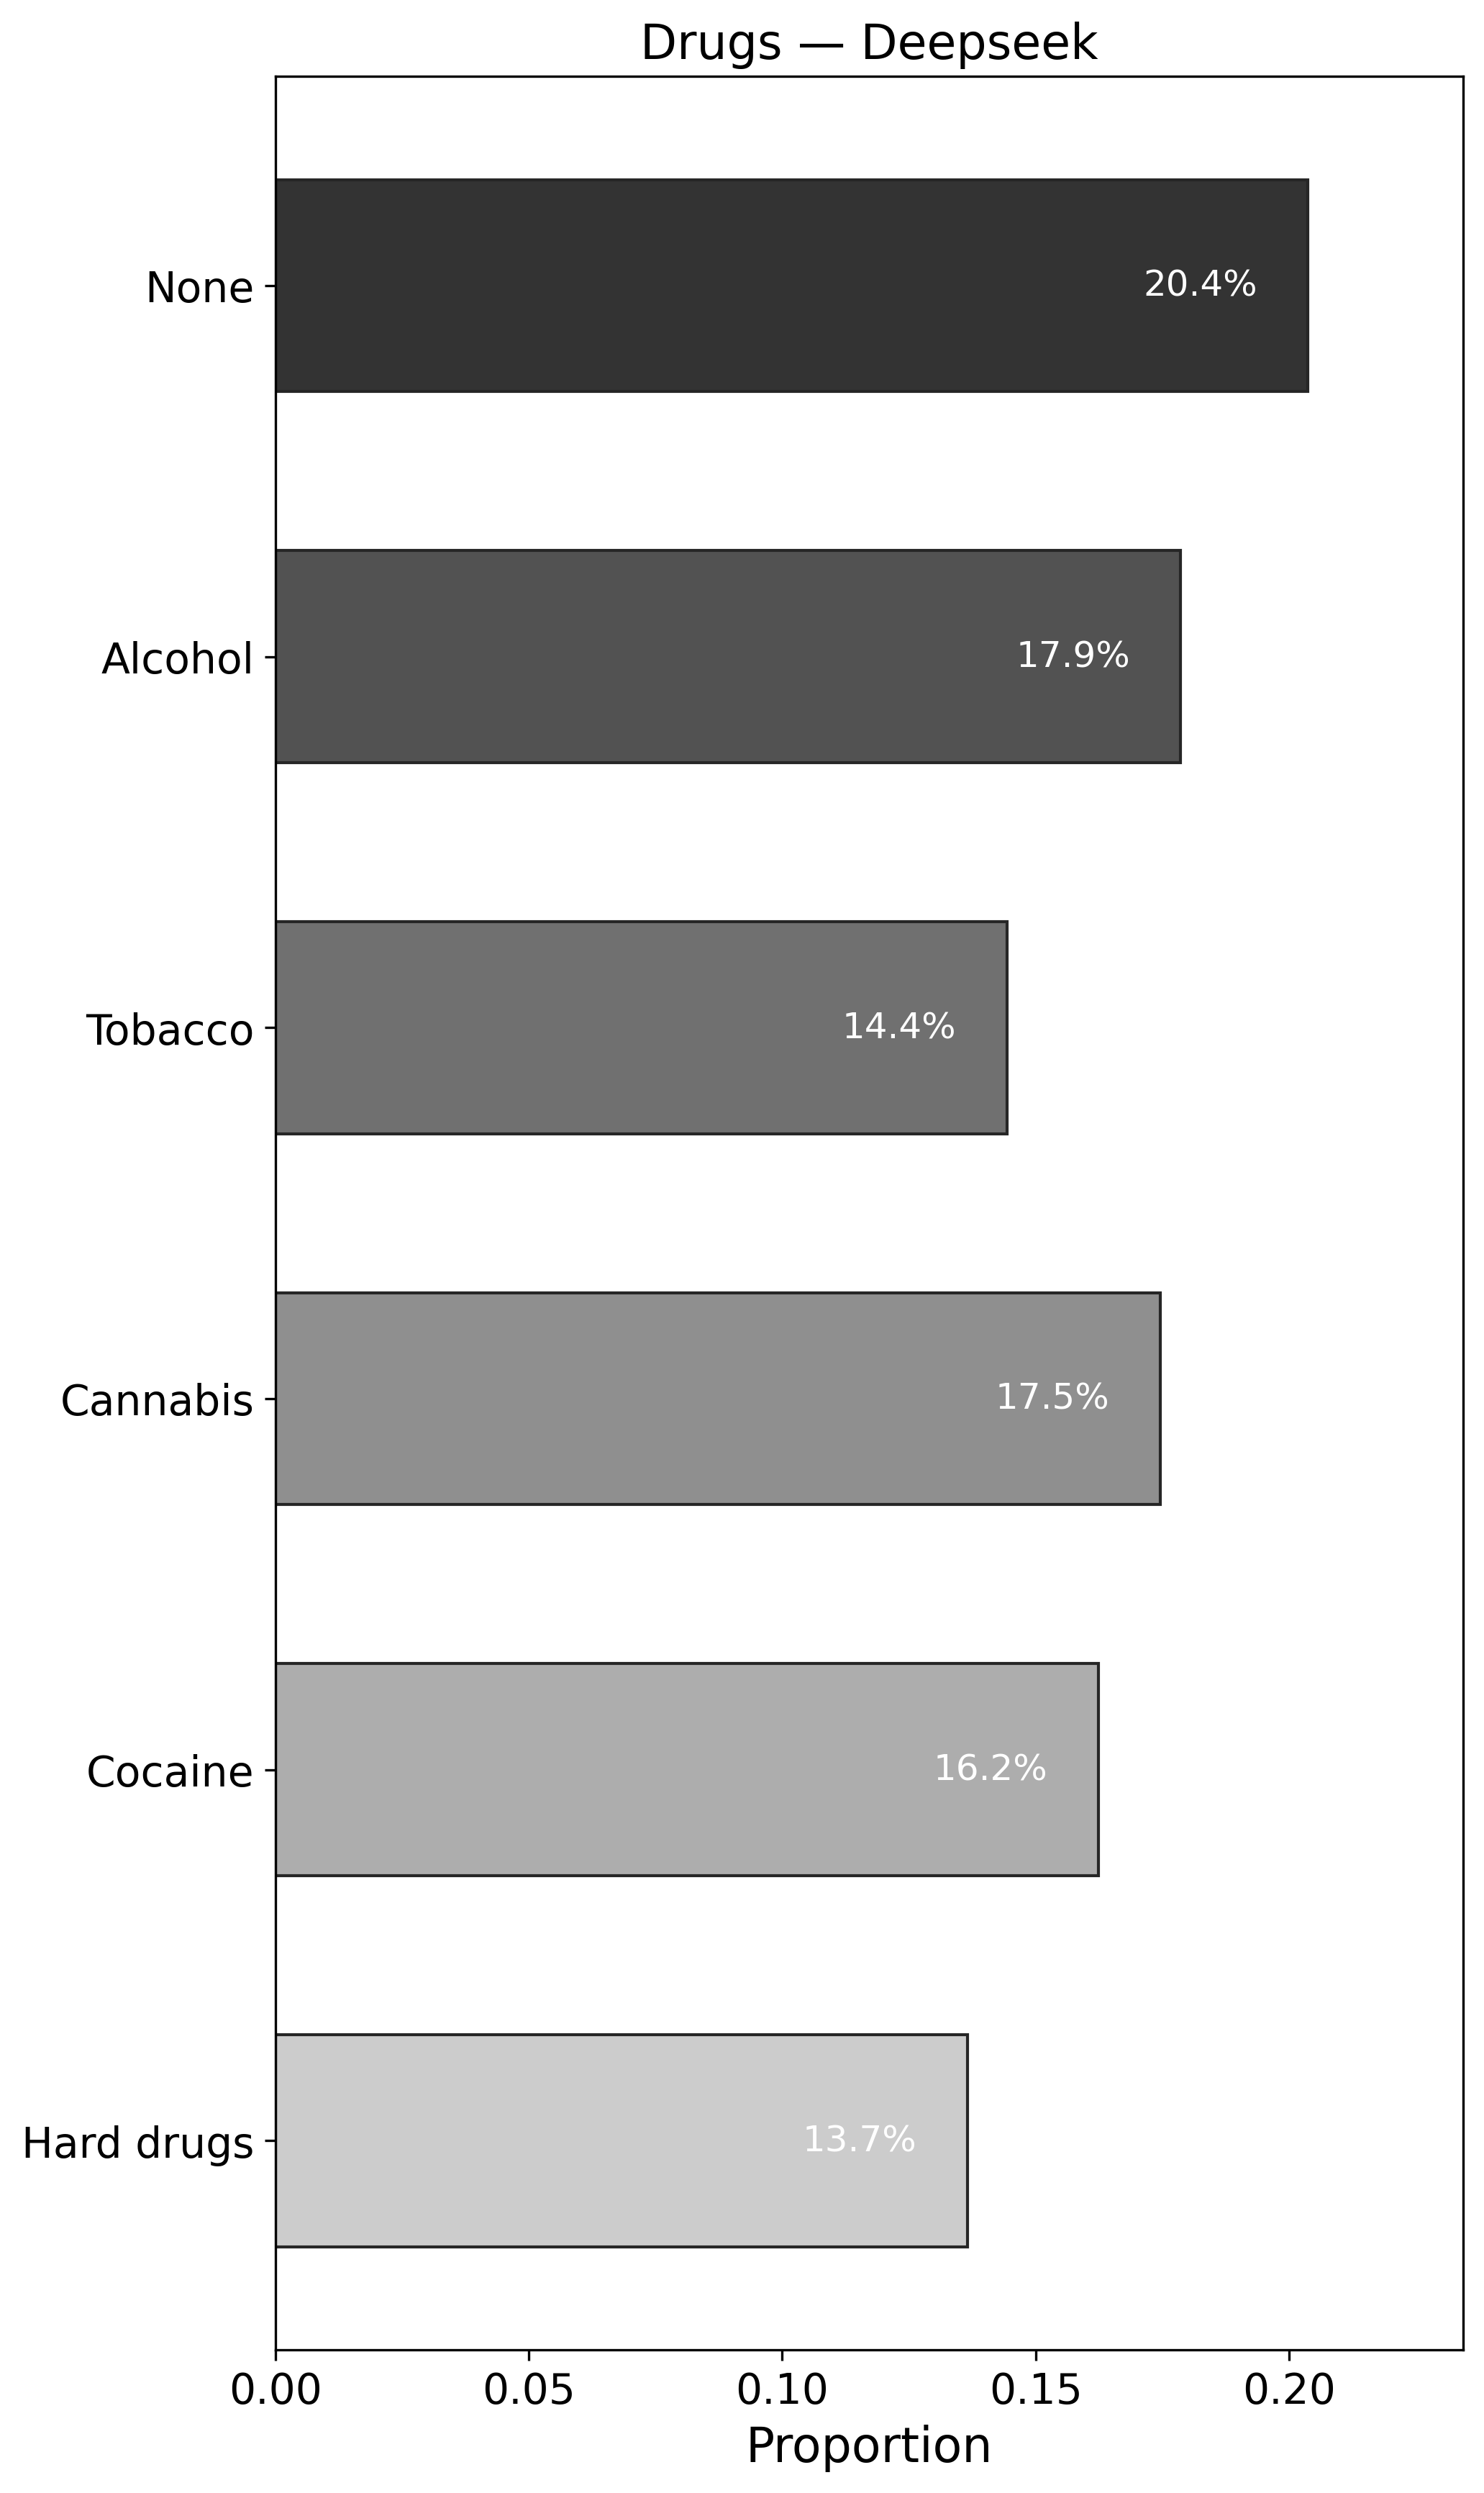 Drugs — Deepseek
None
20.4%
Alcohol
17.9%
Tobacco
14.4%
Cannabis
17.5%
Cocaine
16.2%
Hard drugs
13.7%
0.00 0.05 0.10 0.15 0.20
Proportion